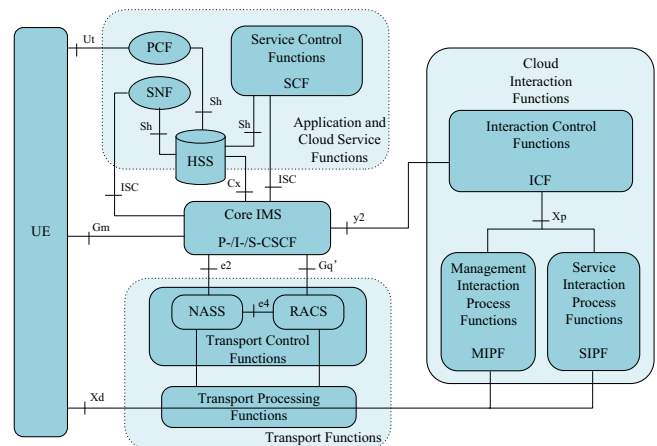 Ut
PCF
SNF
Sh
Sh
Sh
HSS
Service Control
Functions
SCF
Application and
Cloud Service
Functions
ISC
Cx
ISC
UE
Gm
Core IMS
P-/I-/S-CSCF
y2
e2
Gq’
NASS
e4
RACS
Transport Control
Functions
Xd
Transport Processing
Functions
Transport Functions
Cloud
Interaction
Functions
Interaction Control
Functions
ICF
Xp
Management
Interaction
Process
Functions
MIPF
Service
Interaction
Process
Functions
SIPF